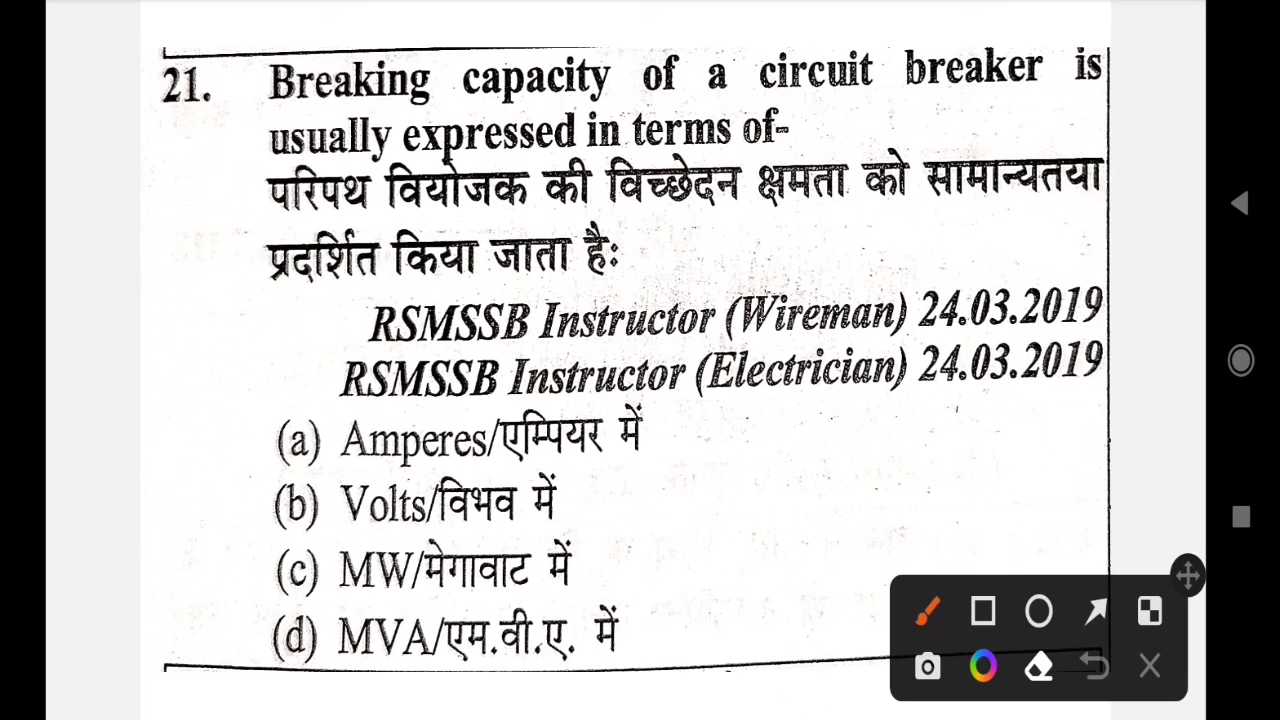 21. Breaking capacity of a circuit breaker is
usually expressed in terms of-
परिपथ वियोजक की विच्छेदन क्षमता को सामान्यतया
प्रदर्शित किया जाता हैः
RSMSSB Instructor (Wireman) 24.03.2019
RSMSSB Instructor (Electrician) 24.03.2019
(a) Amperes/एम्पियर में
(b) Volts/विभव में
(c) MW/मेगावाट में
(d) MVA/एम.वी.ए. में